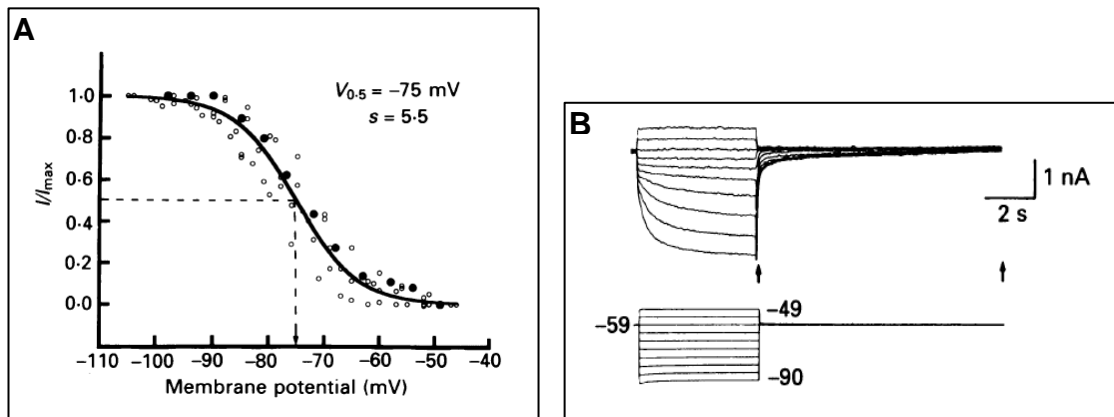 A
V0·5 = −75 mV
s = 5·5
I/Imax
1·0
0·8
0·6
0·4
0·2
0·0
−110 −100 −90 −80 −70 −60 −50 −40
Membrane potential (mV)
B
1 nA
2 s
−49
−59
−90